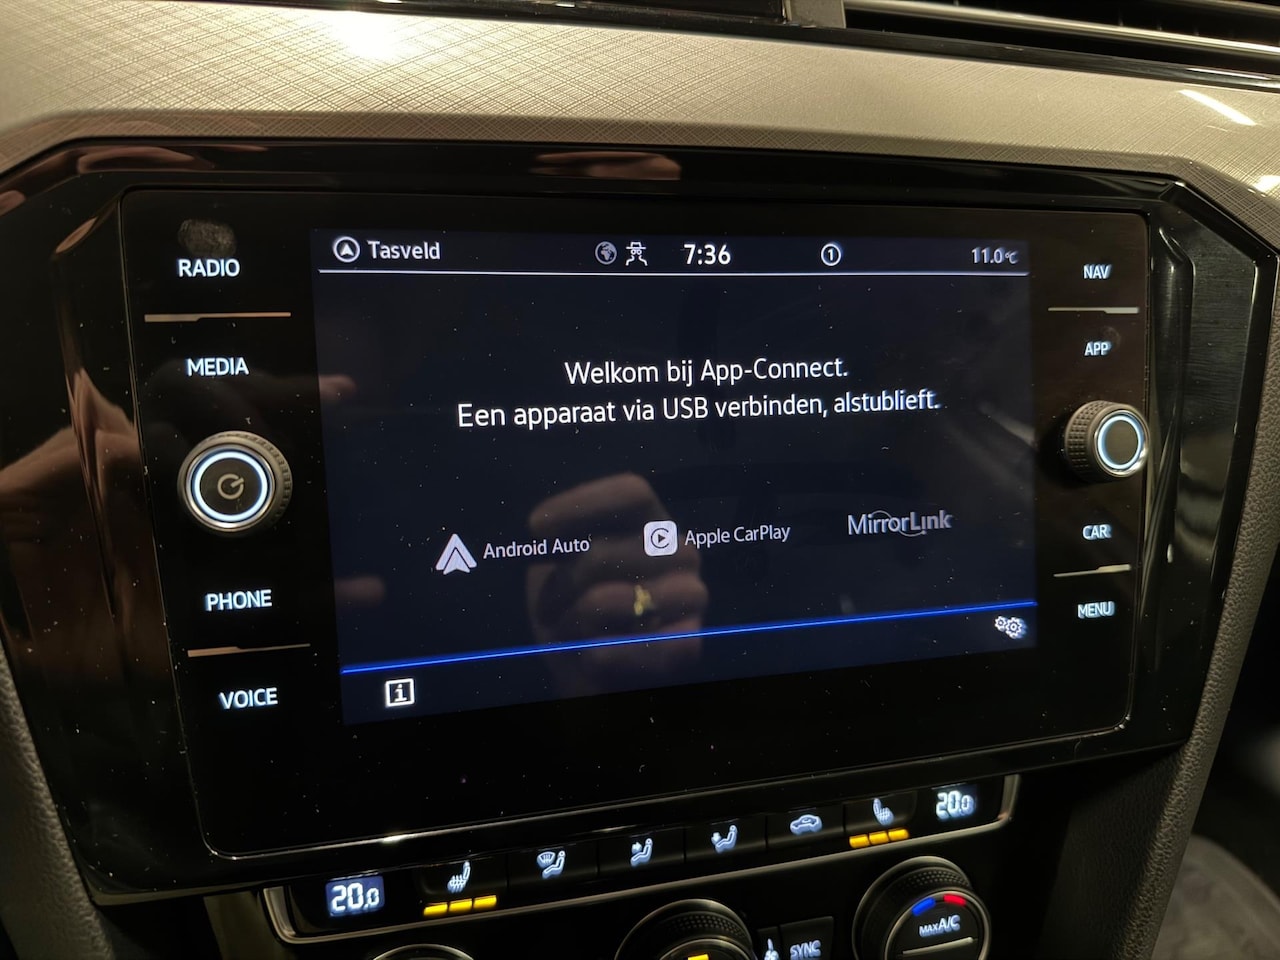 Tasveld 7:36 1 11.0°C
RADIO
MEDIA
PHONE
VOICE
Welkom bij App-Connect.
Een apparaat via USB verbinden, alstublieft.
Android Auto
Apple CarPlay
MirrorLink
i
NAV
APP
CAR
MENU
20.0
20.0
SYNC
MAX A/C